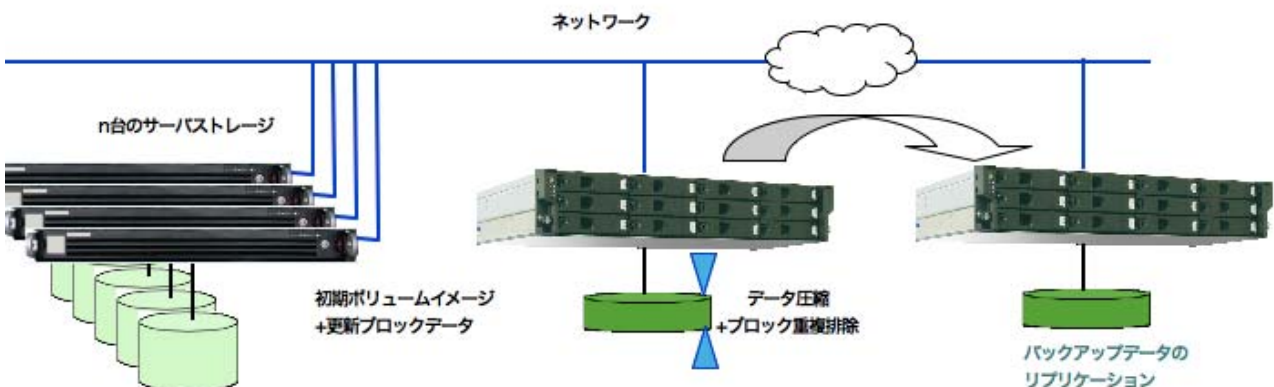 ネットワーク
n台のサーバストレージ
初期ボリュームイメージ
+更新ブロックデータ
データ圧縮
+ブロック重複排除
バックアップデータの
リプリケーション